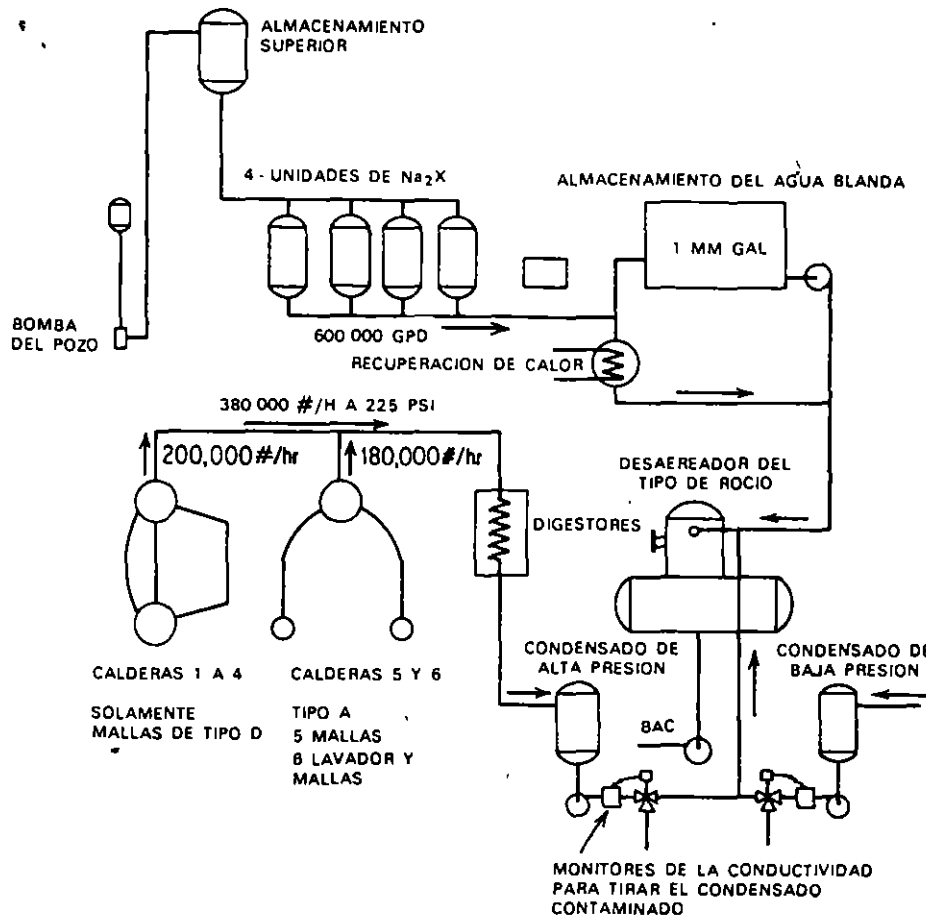 ALMACENAMIENTO
SUPERIOR
4 - UNIDADES DE Na₂X
ALMACENAMIENTO DEL AGUA BLANDA
1 MM GAL
BOMBA
DEL POZO
600 000 GPD
RECUPERACION DE CALOR
380 000 #/H A 225 PSI
200,000#/hr
180,000#/hr
DESAEREADOR DEL
TIPO DE ROCIO
DIGESTORES
CALDERAS 1 A 4
SOLAMENTE
MALLAS DE TIPO D
CALDERAS 5 Y 6
TIPO A
5 MALLAS
6 LAVADOR Y
MALLAS
CONDENSADO DE
ALTA PRESION
CONDENSADO DE
BAJA PRESION
BAC
MONITORES DE LA CONDUCTIVIDAD
PARA TIRAR EL CONDENSADO
CONTAMINADO